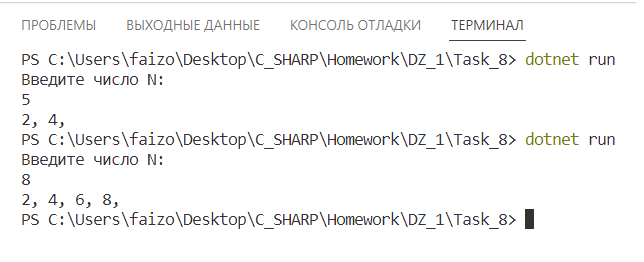 ПРОБЛЕМЫ ВЫХОДНЫЕ ДАННЫЕ КОНСОЛЬ ОТЛАДКИ ТЕРМИНАЛ
PS C:\Users\faizo\Desktop\C_SHARP\Homework\DZ_1\Task_8> dotnet run
Введите число N:
5
2, 4,
PS C:\Users\faizo\Desktop\C_SHARP\Homework\DZ_1\Task_8> dotnet run
Введите число N:
8
2, 4, 6, 8,
PS C:\Users\faizo\Desktop\C_SHARP\Homework\DZ_1\Task_8>